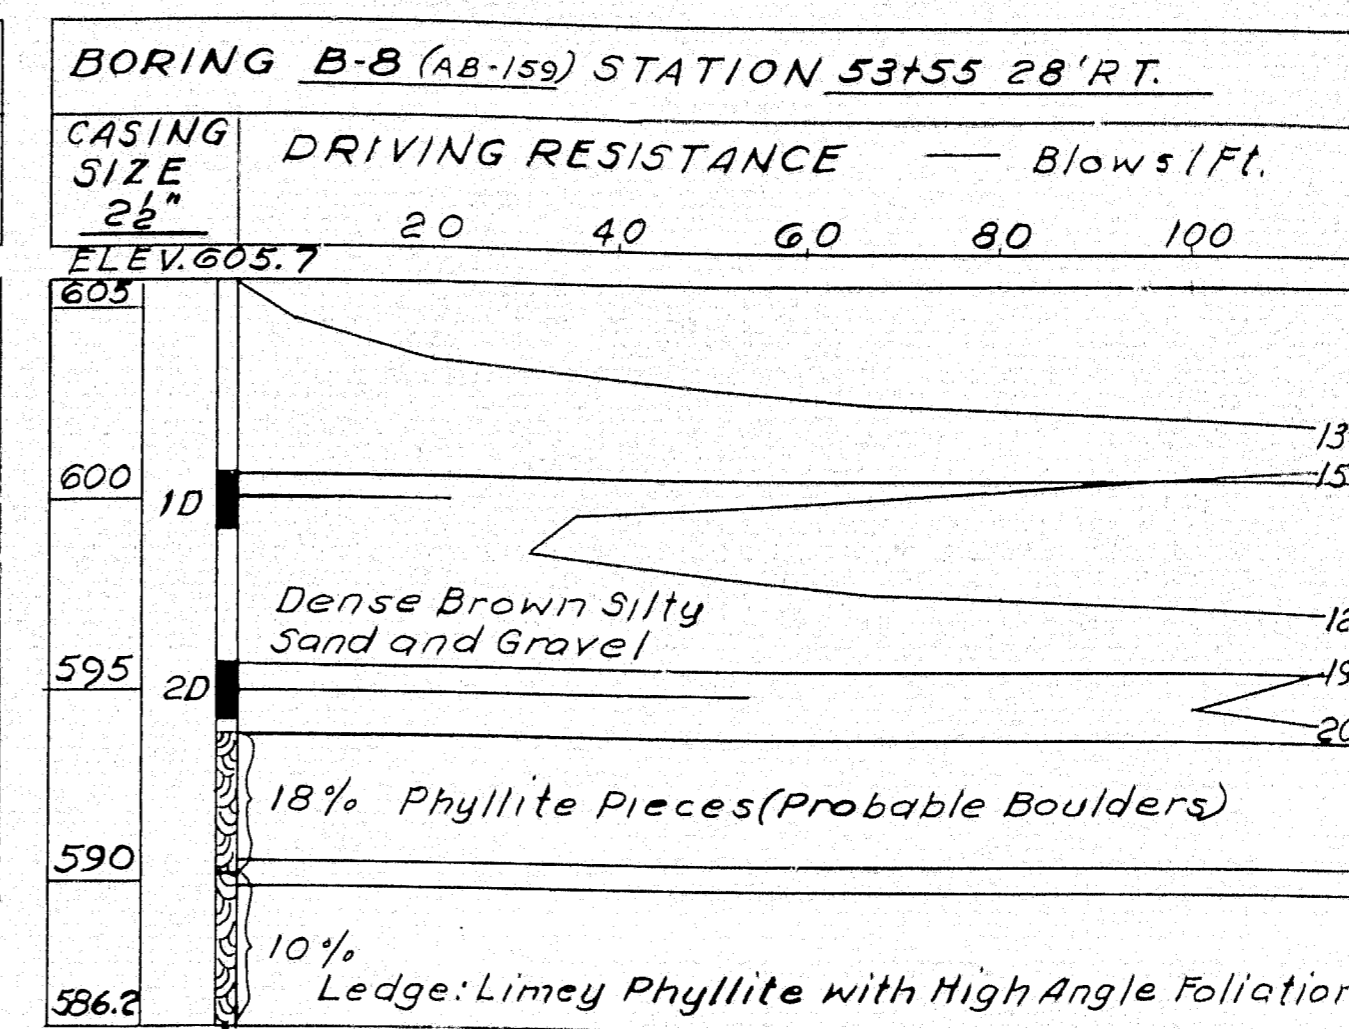 BORING B-8 (AB-159) STATION 53+55 28'RT.
CASING SIZE 2½"
DRIVING RESISTANCE — Blows/Ft.
20 40 60 80 100
ELEV. 605.7
605
600
1D
Dense Brown Silty
Sand and Gravel
595
2D
18% Phyllite Pieces (Probable Boulders)
590
10%
Ledge: Limey Phyllite with High Angle Foliation
586.2